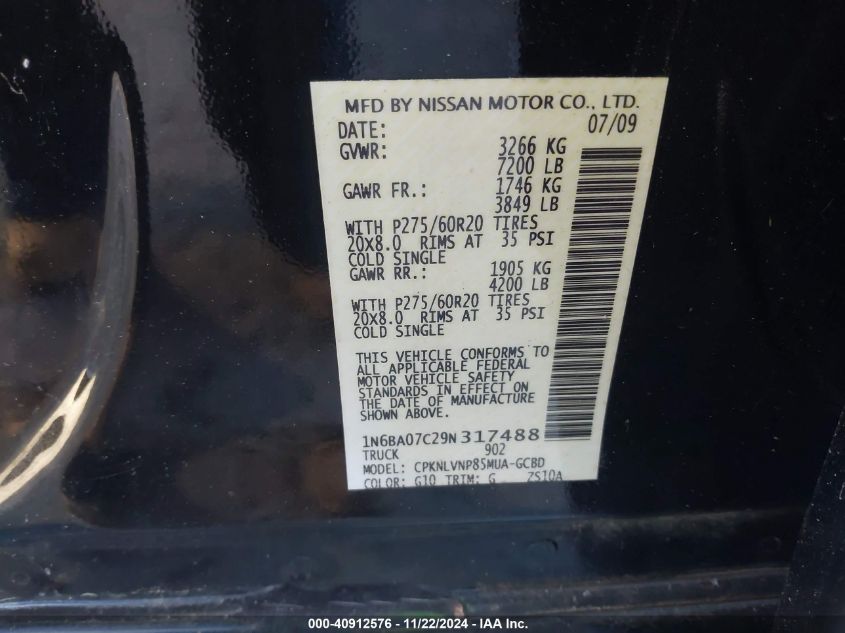 MFD BY NISSAN MOTOR CO., LTD.
DATE: 07/09
GVWR: 3266 KG
7200 LB
GAWR FR.: 1746 KG
3849 LB
WITH P275/60R20 TIRES
20X8.0 RIMS AT 35 PSI
COLD SINGLE
GAWR RR.: 1905 KG
4200 LB
WITH P275/60R20 TIRES
20X8.0 RIMS AT 35 PSI
COLD SINGLE
THIS VEHICLE CONFORMS TO
ALL APPLICABLE FEDERAL
MOTOR VEHICLE SAFETY
STANDARDS IN EFFECT ON
THE DATE OF MANUFACTURE
SHOWN ABOVE.
1N6BA07C29N317488
TRUCK 902
MODEL: CPKNLVNP85MUA-GCBD
COLOR: G10 TRIM: G ZS10A
000-40912576 - 11/22/2024 - IAA Inc.